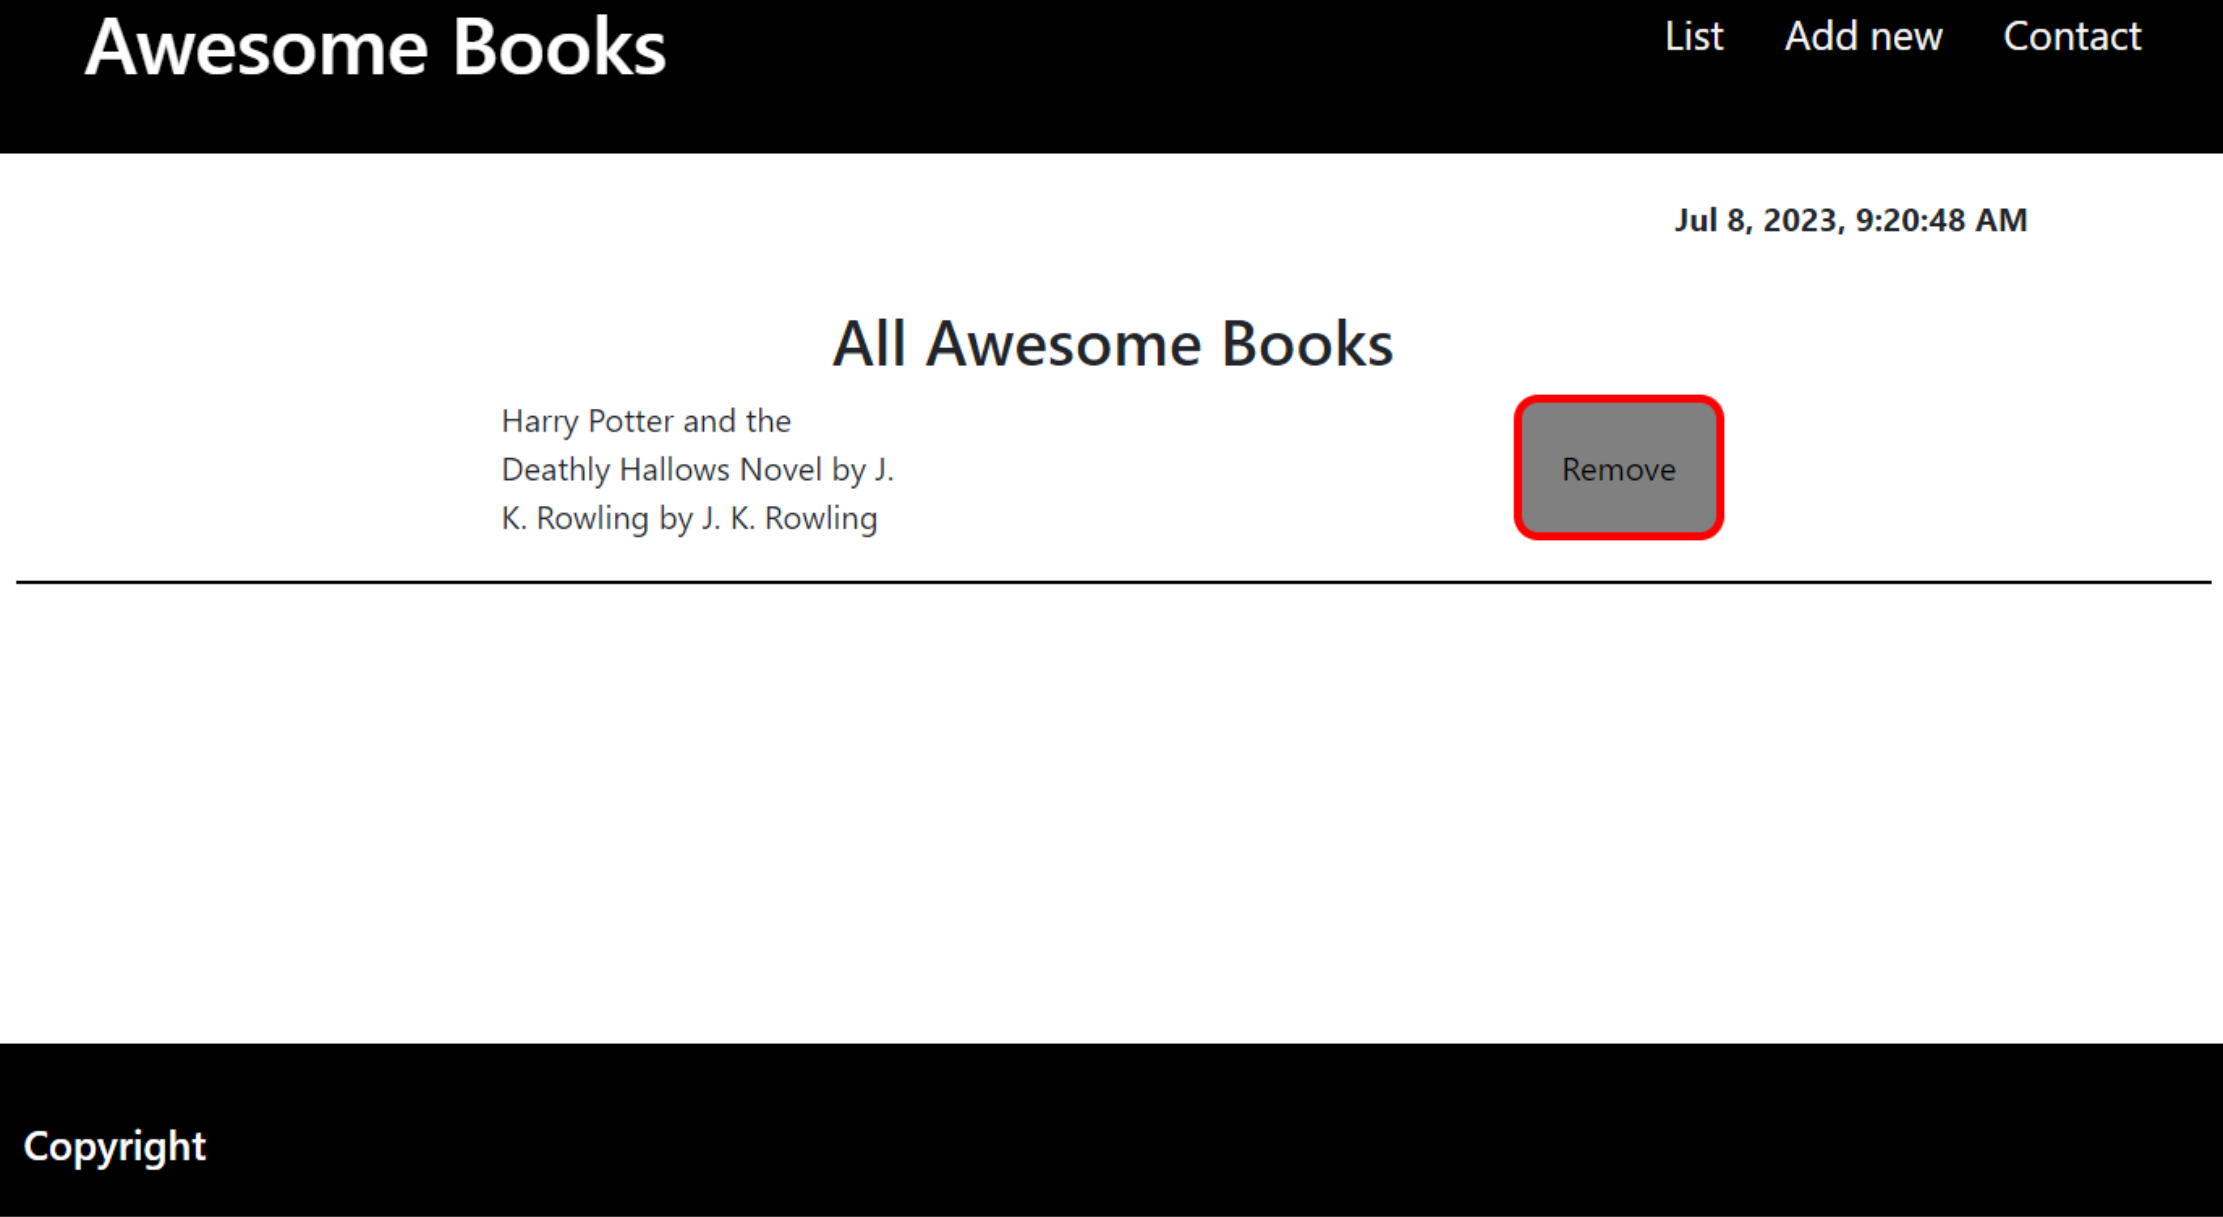 Awesome Books
List Add new Contact
Jul 8, 2023, 9:20:48 AM
All Awesome Books
Harry Potter and the
Deathly Hallows Novel by J.
K. Rowling by J. K. Rowling
Remove
Copyright